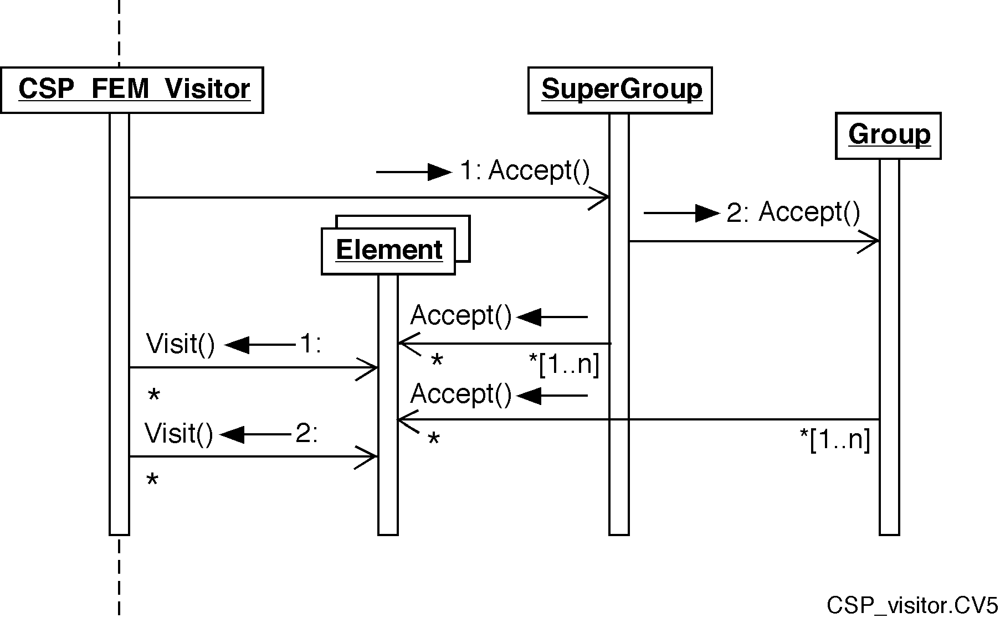 CSP_FEM_Visitor
SuperGroup
Group
1: Accept()
2: Accept()
Element
Accept()
Visit() 1:
* *[1..n]
*
Accept()
Visit() 2:
* *[1..n]
*
CSP_visitor.CV5